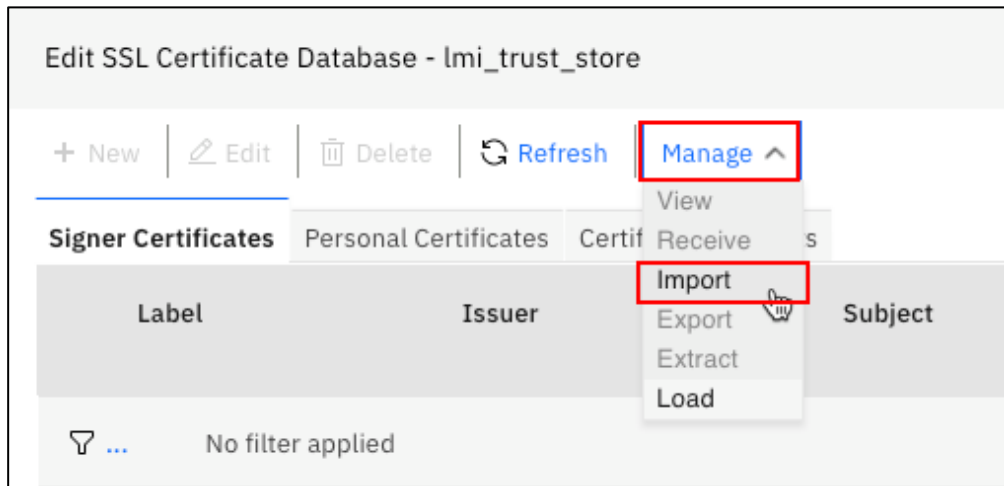 Edit SSL Certificate Database - lmi_trust_store
+ New Edit Delete Refresh Manage
View
Signer Certificates Personal Certificates Certif s
Receive
Import
Label Issuer Subject
Export
Extract
Load
... No filter applied